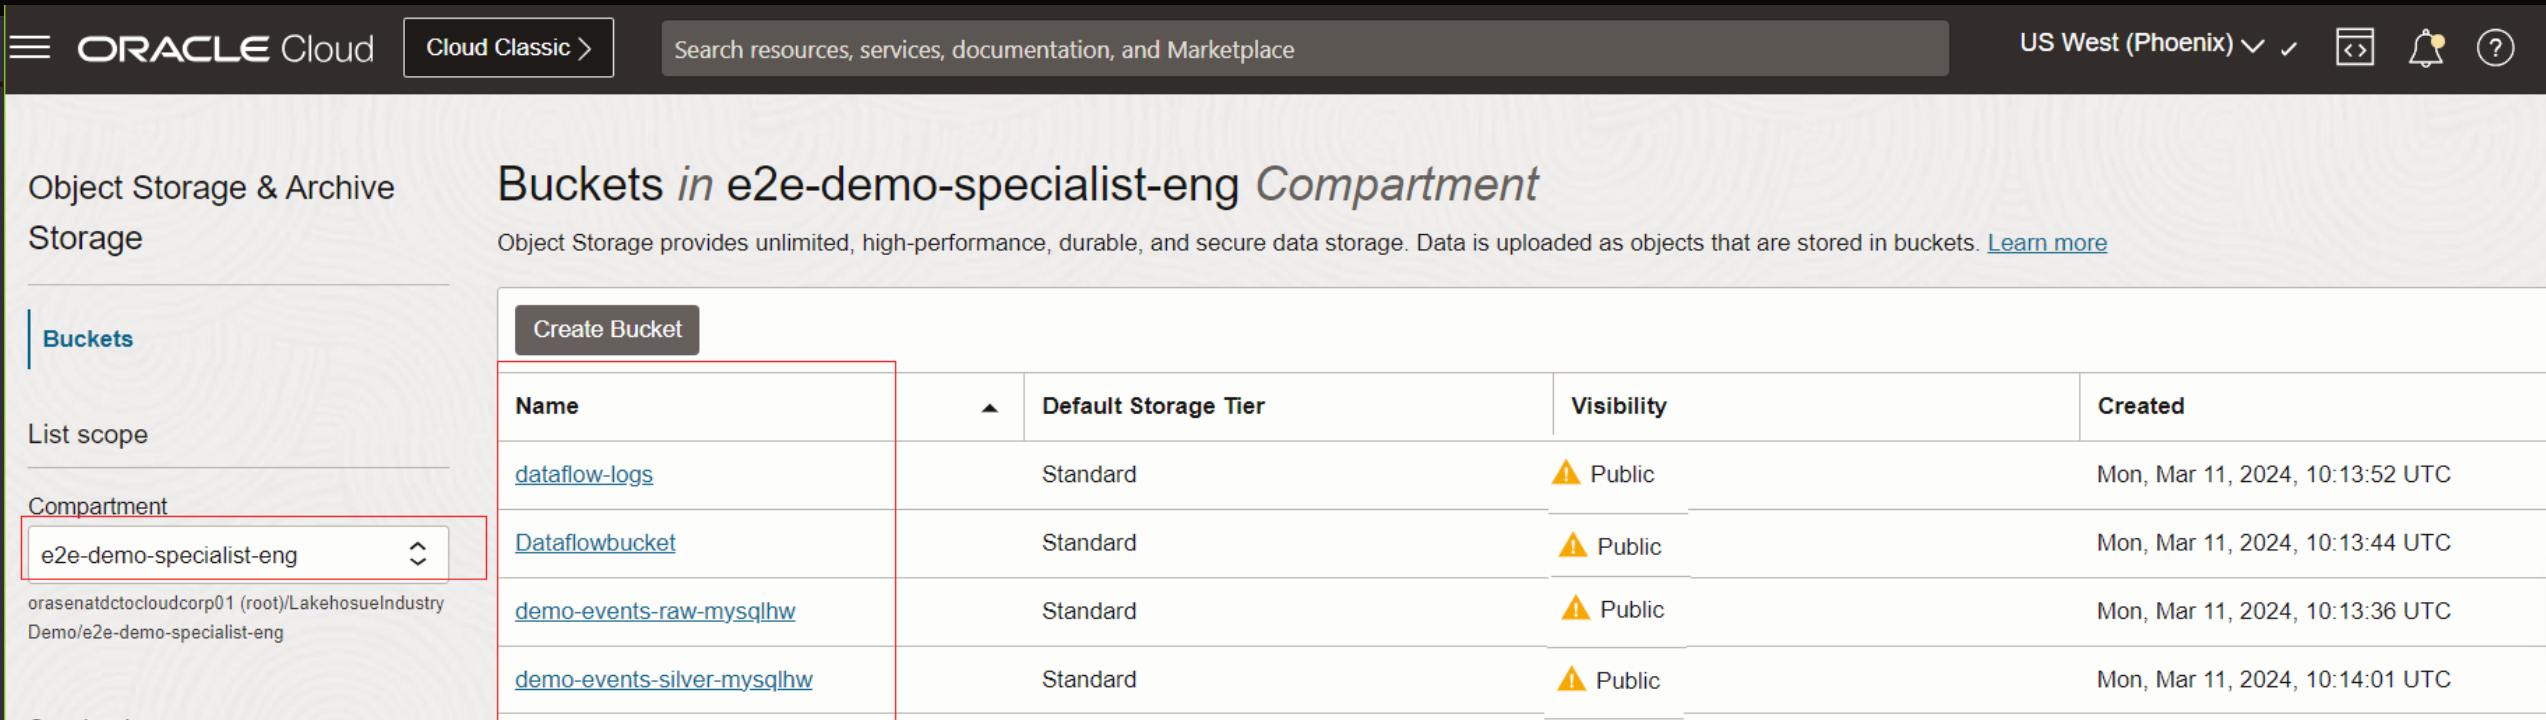 ORACLE Cloud
Cloud Classic
Search resources, services, documentation, and Marketplace
US West (Phoenix)
Object Storage & Archive
Storage
Buckets
List scope
Compartment
e2e-demo-specialist-eng
orasenatdctocloudcorp01 (root)/LakehosueIndustry
Demo/e2e-demo-specialist-eng
Buckets in e2e-demo-specialist-eng Compartment
Object Storage provides unlimited, high-performance, durable, and secure data storage. Data is uploaded as objects that are stored in buckets. Learn more
Create Bucket
Name Default Storage Tier Visibility Created
dataflow-logs Standard Public Mon, Mar 11, 2024, 10:13:52 UTC
Dataflowbucket Standard Public Mon, Mar 11, 2024, 10:13:44 UTC
demo-events-raw-mysqlhw Standard Public Mon, Mar 11, 2024, 10:13:36 UTC
demo-events-silver-mysqlhw Standard Public Mon, Mar 11, 2024, 10:14:01 UTC